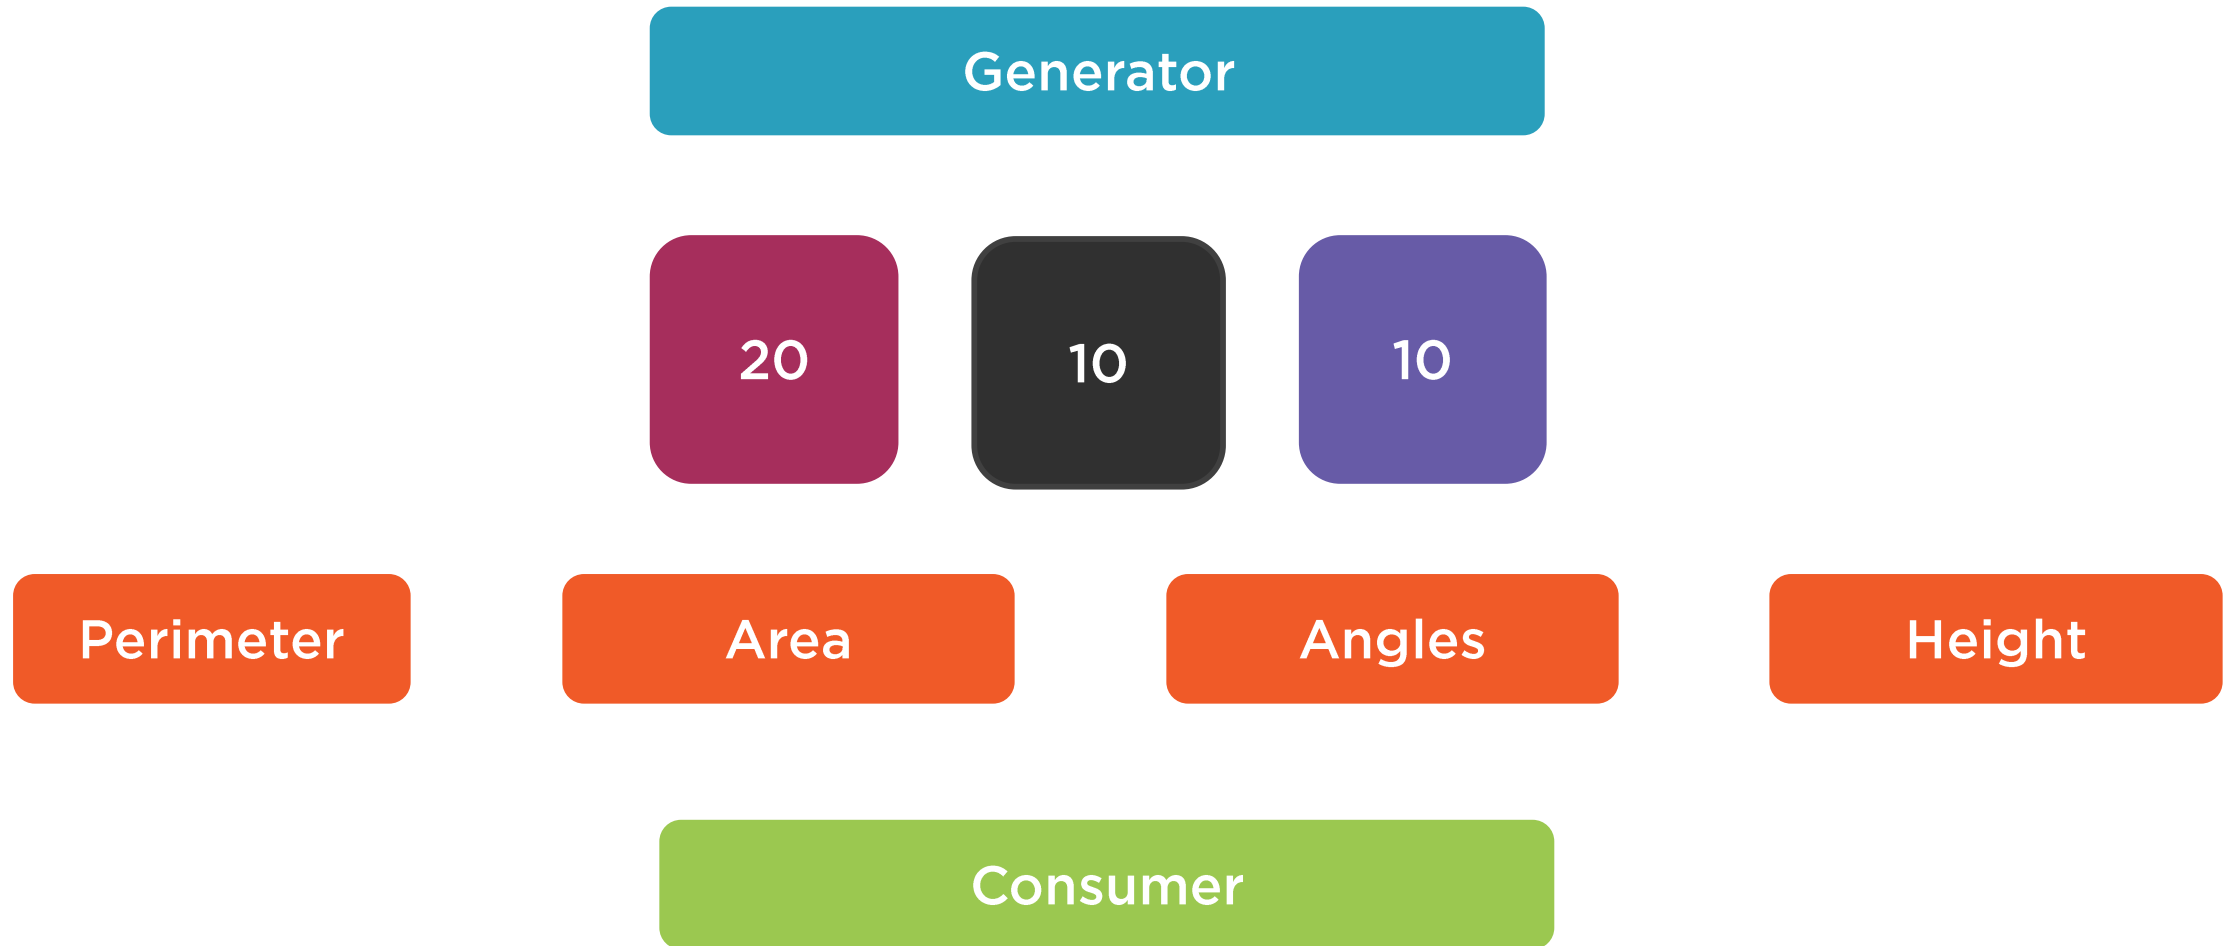 Generator
20
10
10
Perimeter
Area
Angles
Height
Consumer